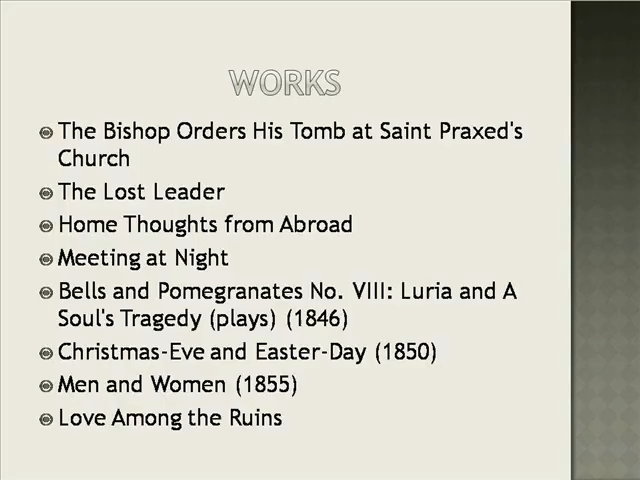 WORKS
The Bishop Orders His Tomb at Saint Praxed's
Church
The Lost Leader
Home Thoughts from Abroad
Meeting at Night
Bells and Pomegranates No. VIII: Luria and A
Soul's Tragedy (plays) (1846)
Christmas-Eve and Easter-Day (1850)
Men and Women (1855)
Love Among the Ruins